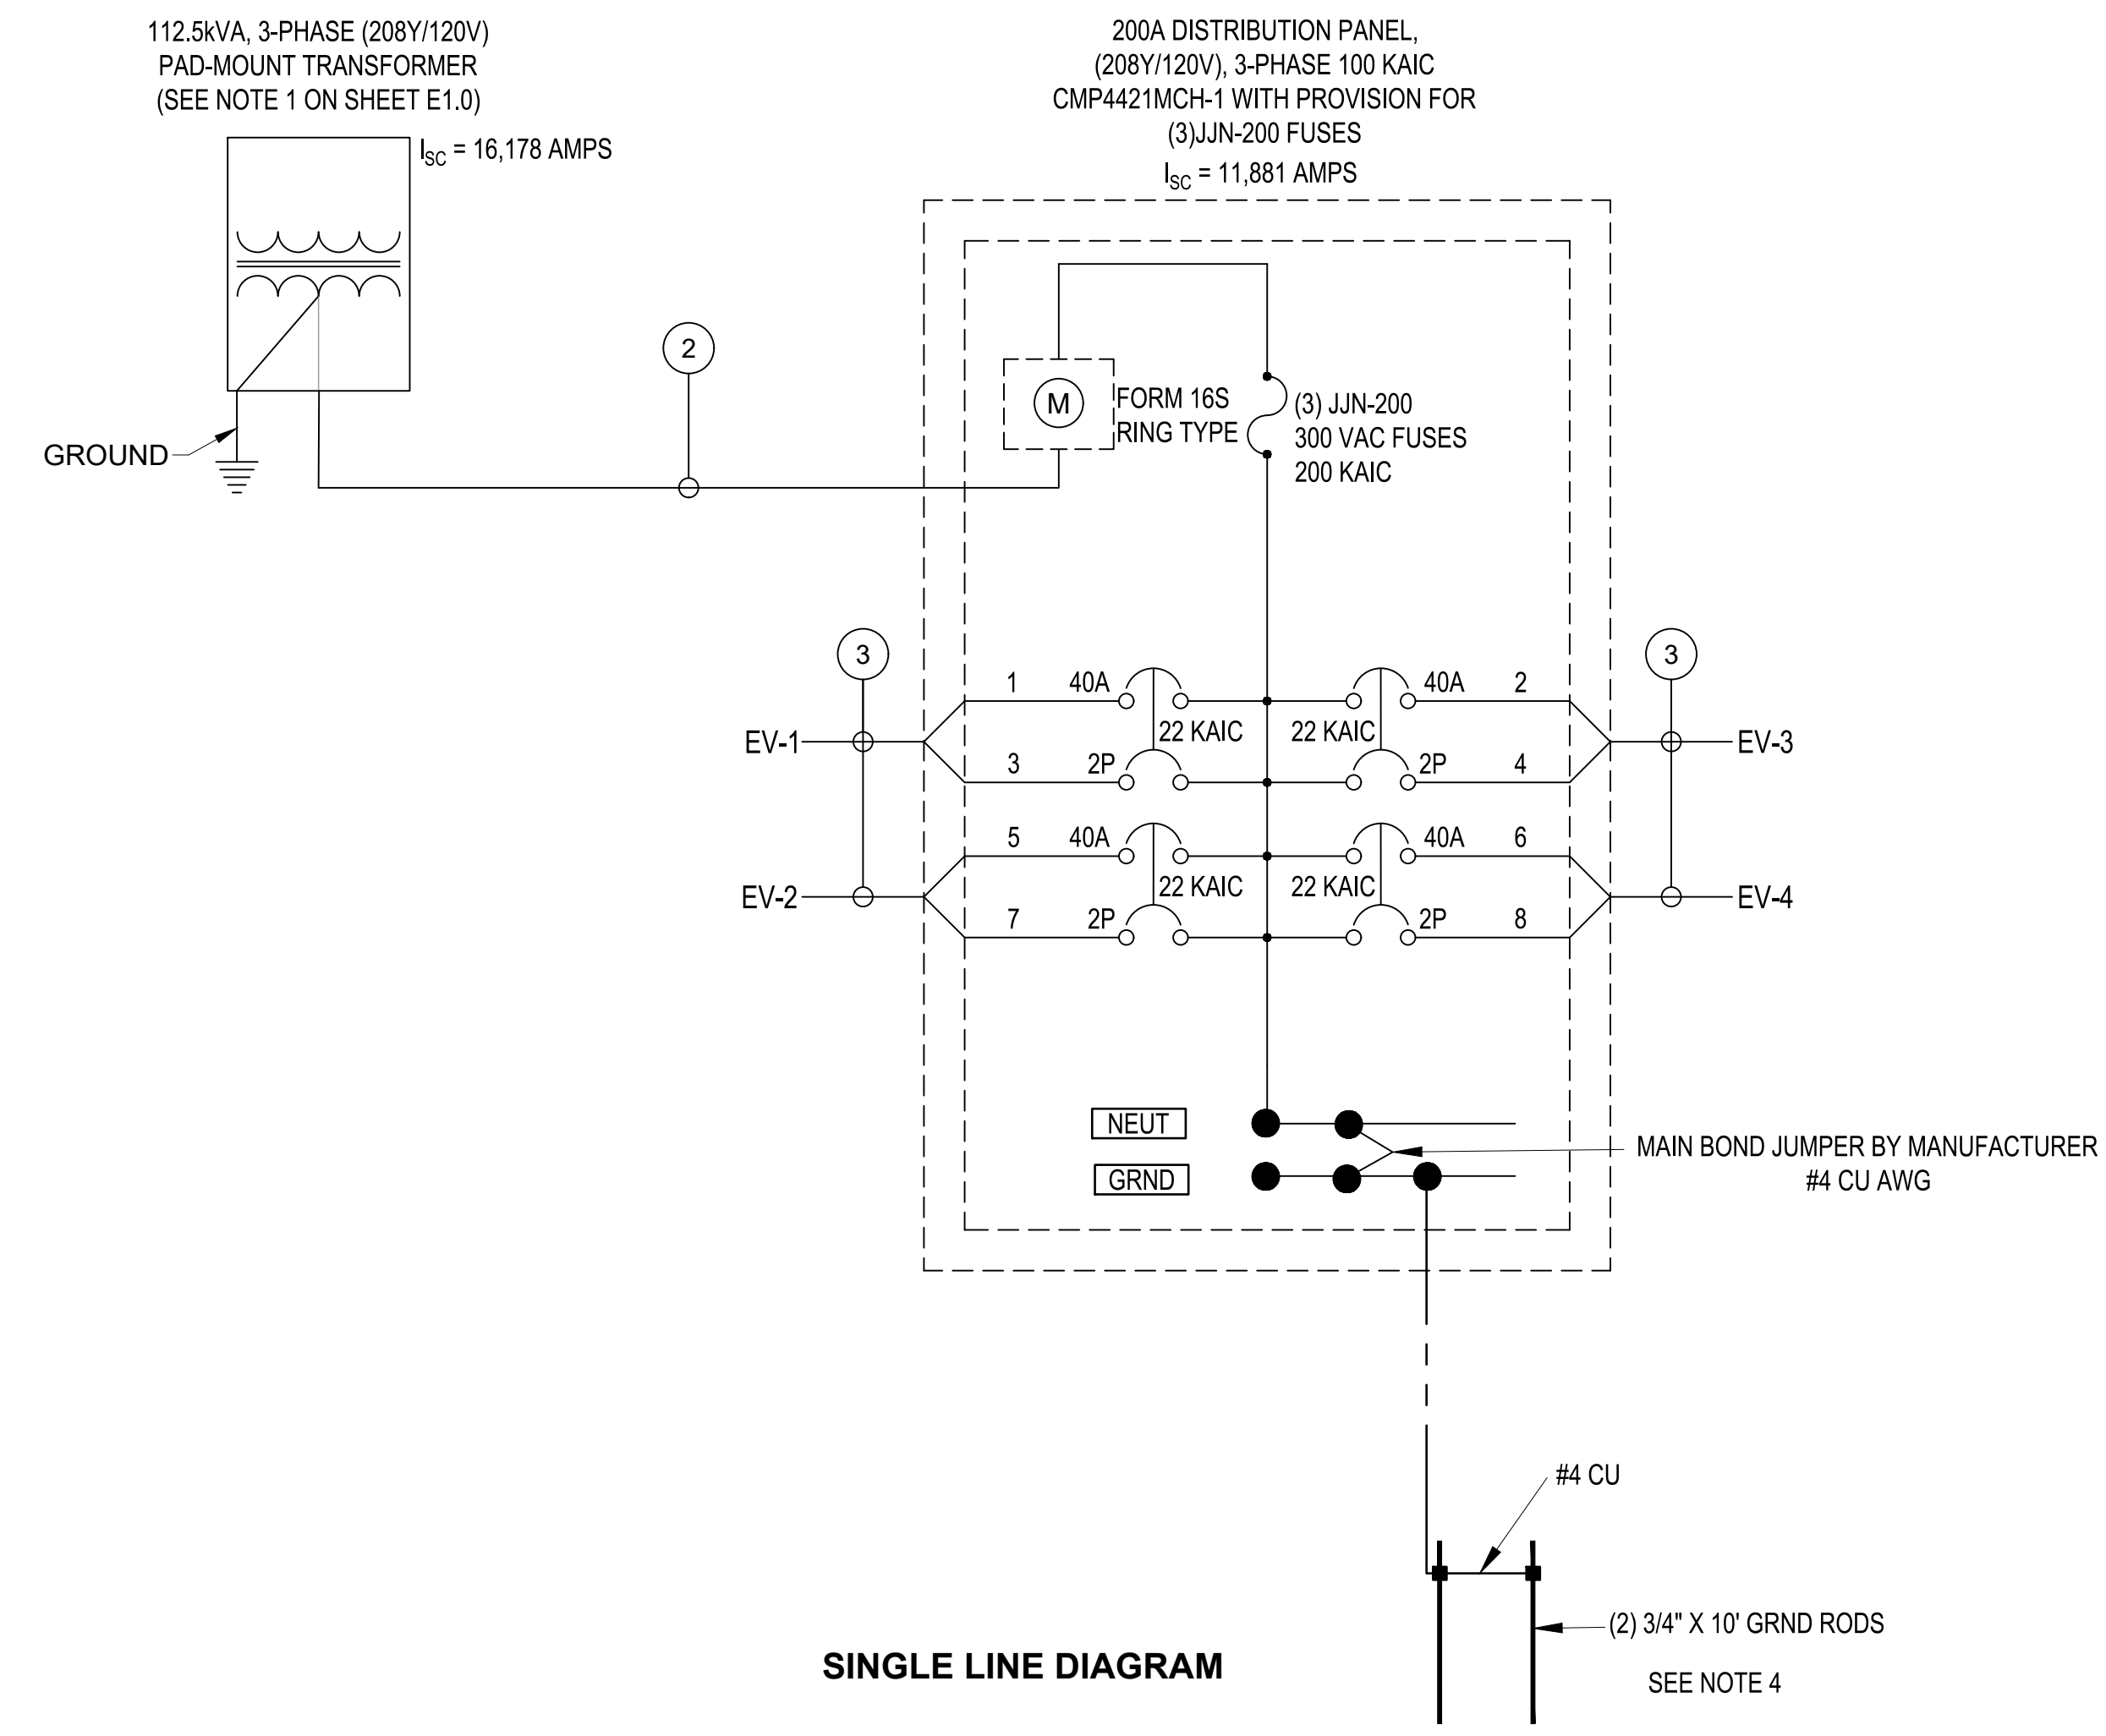 112.5kVA, 3-PHASE (208Y/120V)
PAD-MOUNT TRANSFORMER
(SEE NOTE 1 ON SHEET E1.0)
ISC = 16,178 AMPS
200A DISTRIBUTION PANEL,
(208Y/120V), 3-PHASE 100 KAIC
CMP4421MCH-1 WITH PROVISION FOR
(3)JJN-200 FUSES
ISC = 11,881 AMPS
GROUND
2
M
FORM 16S
RING TYPE
(3) JJN-200
300 VAC FUSES
200 KAIC
3
3
1 40A 40A 2
EV-1 22 KAIC 22 KAIC EV-3
3 2P 2P 4
5 40A 40A 6
EV-2 22 KAIC 22 KAIC EV-4
7 2P 2P 8
NEUT
GRND
MAIN BOND JUMPER BY MANUFACTURER
#4 CU AWG
#4 CU
(2) 3/4" X 10' GRND RODS
SEE NOTE 4
SINGLE LINE DIAGRAM